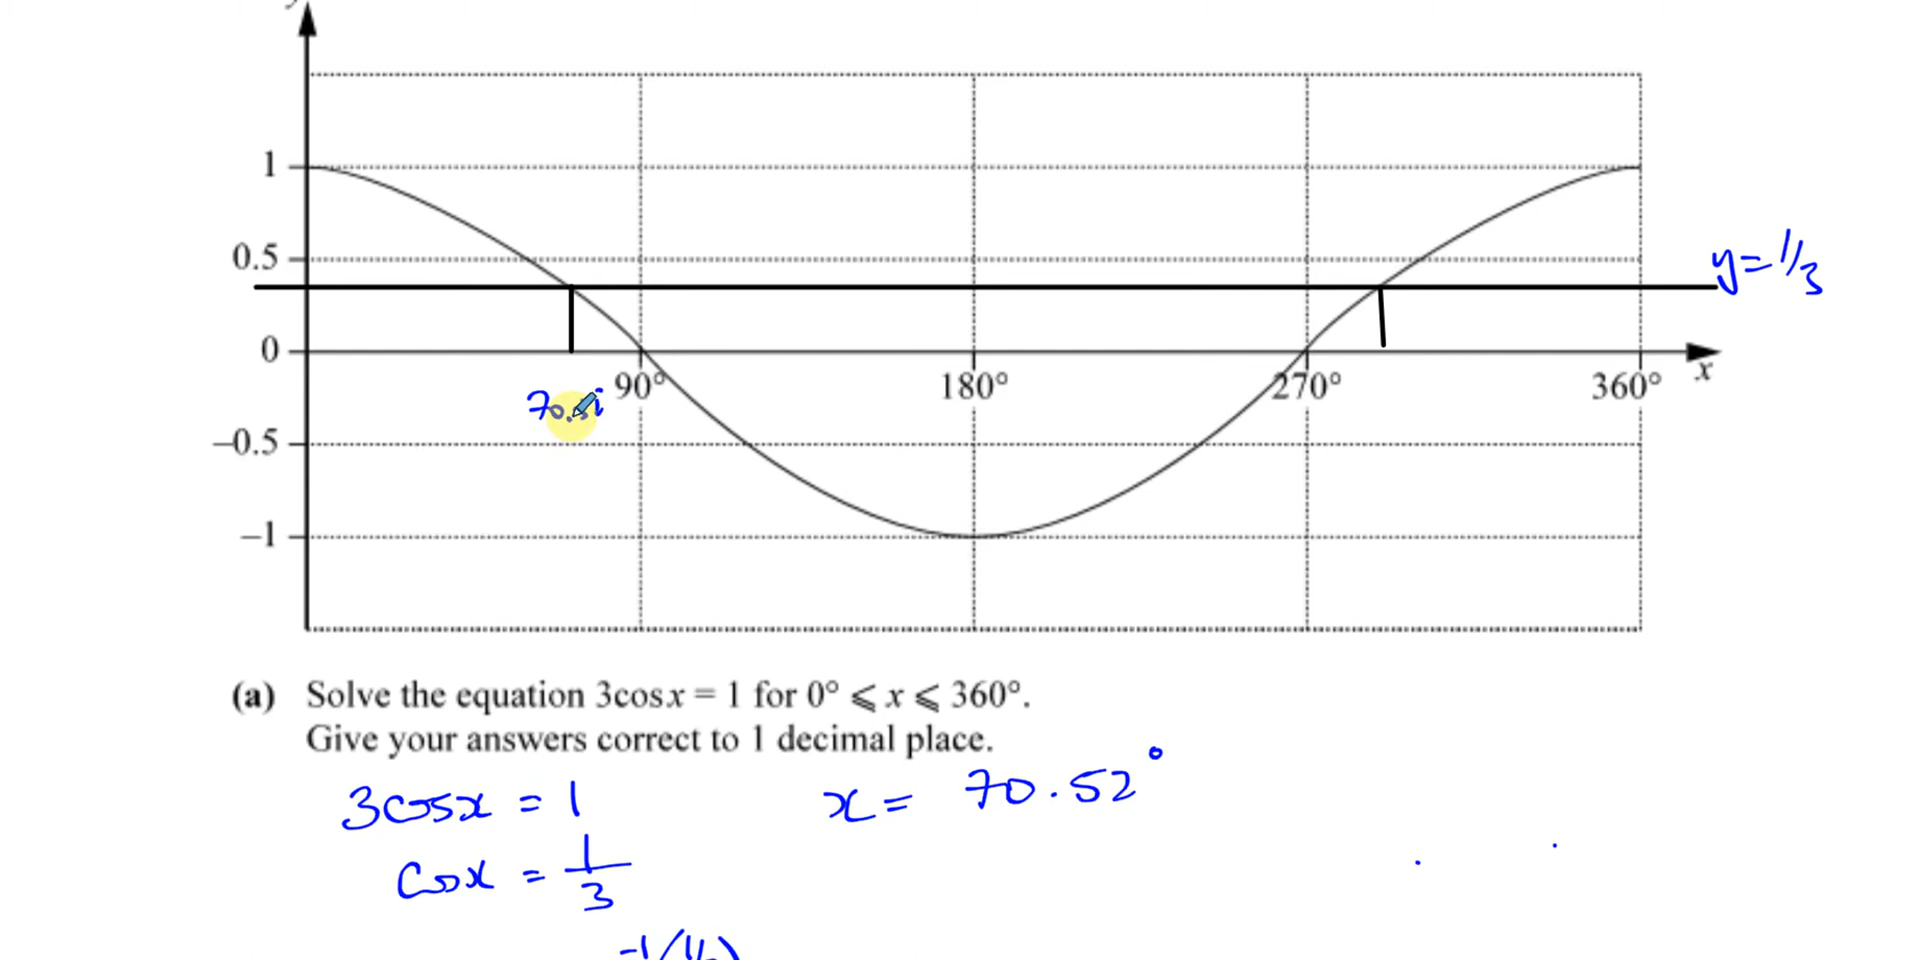 1
0.5
y = 1/3
0
x
90° 180° 270° 360°
−0.5
−1
(a) Solve the equation 3cosx = 1 for 0° ⩽ x ⩽ 360°.
Give your answers correct to 1 decimal place.
3cosx = 1
x = 70.52°
cosx = 1/3